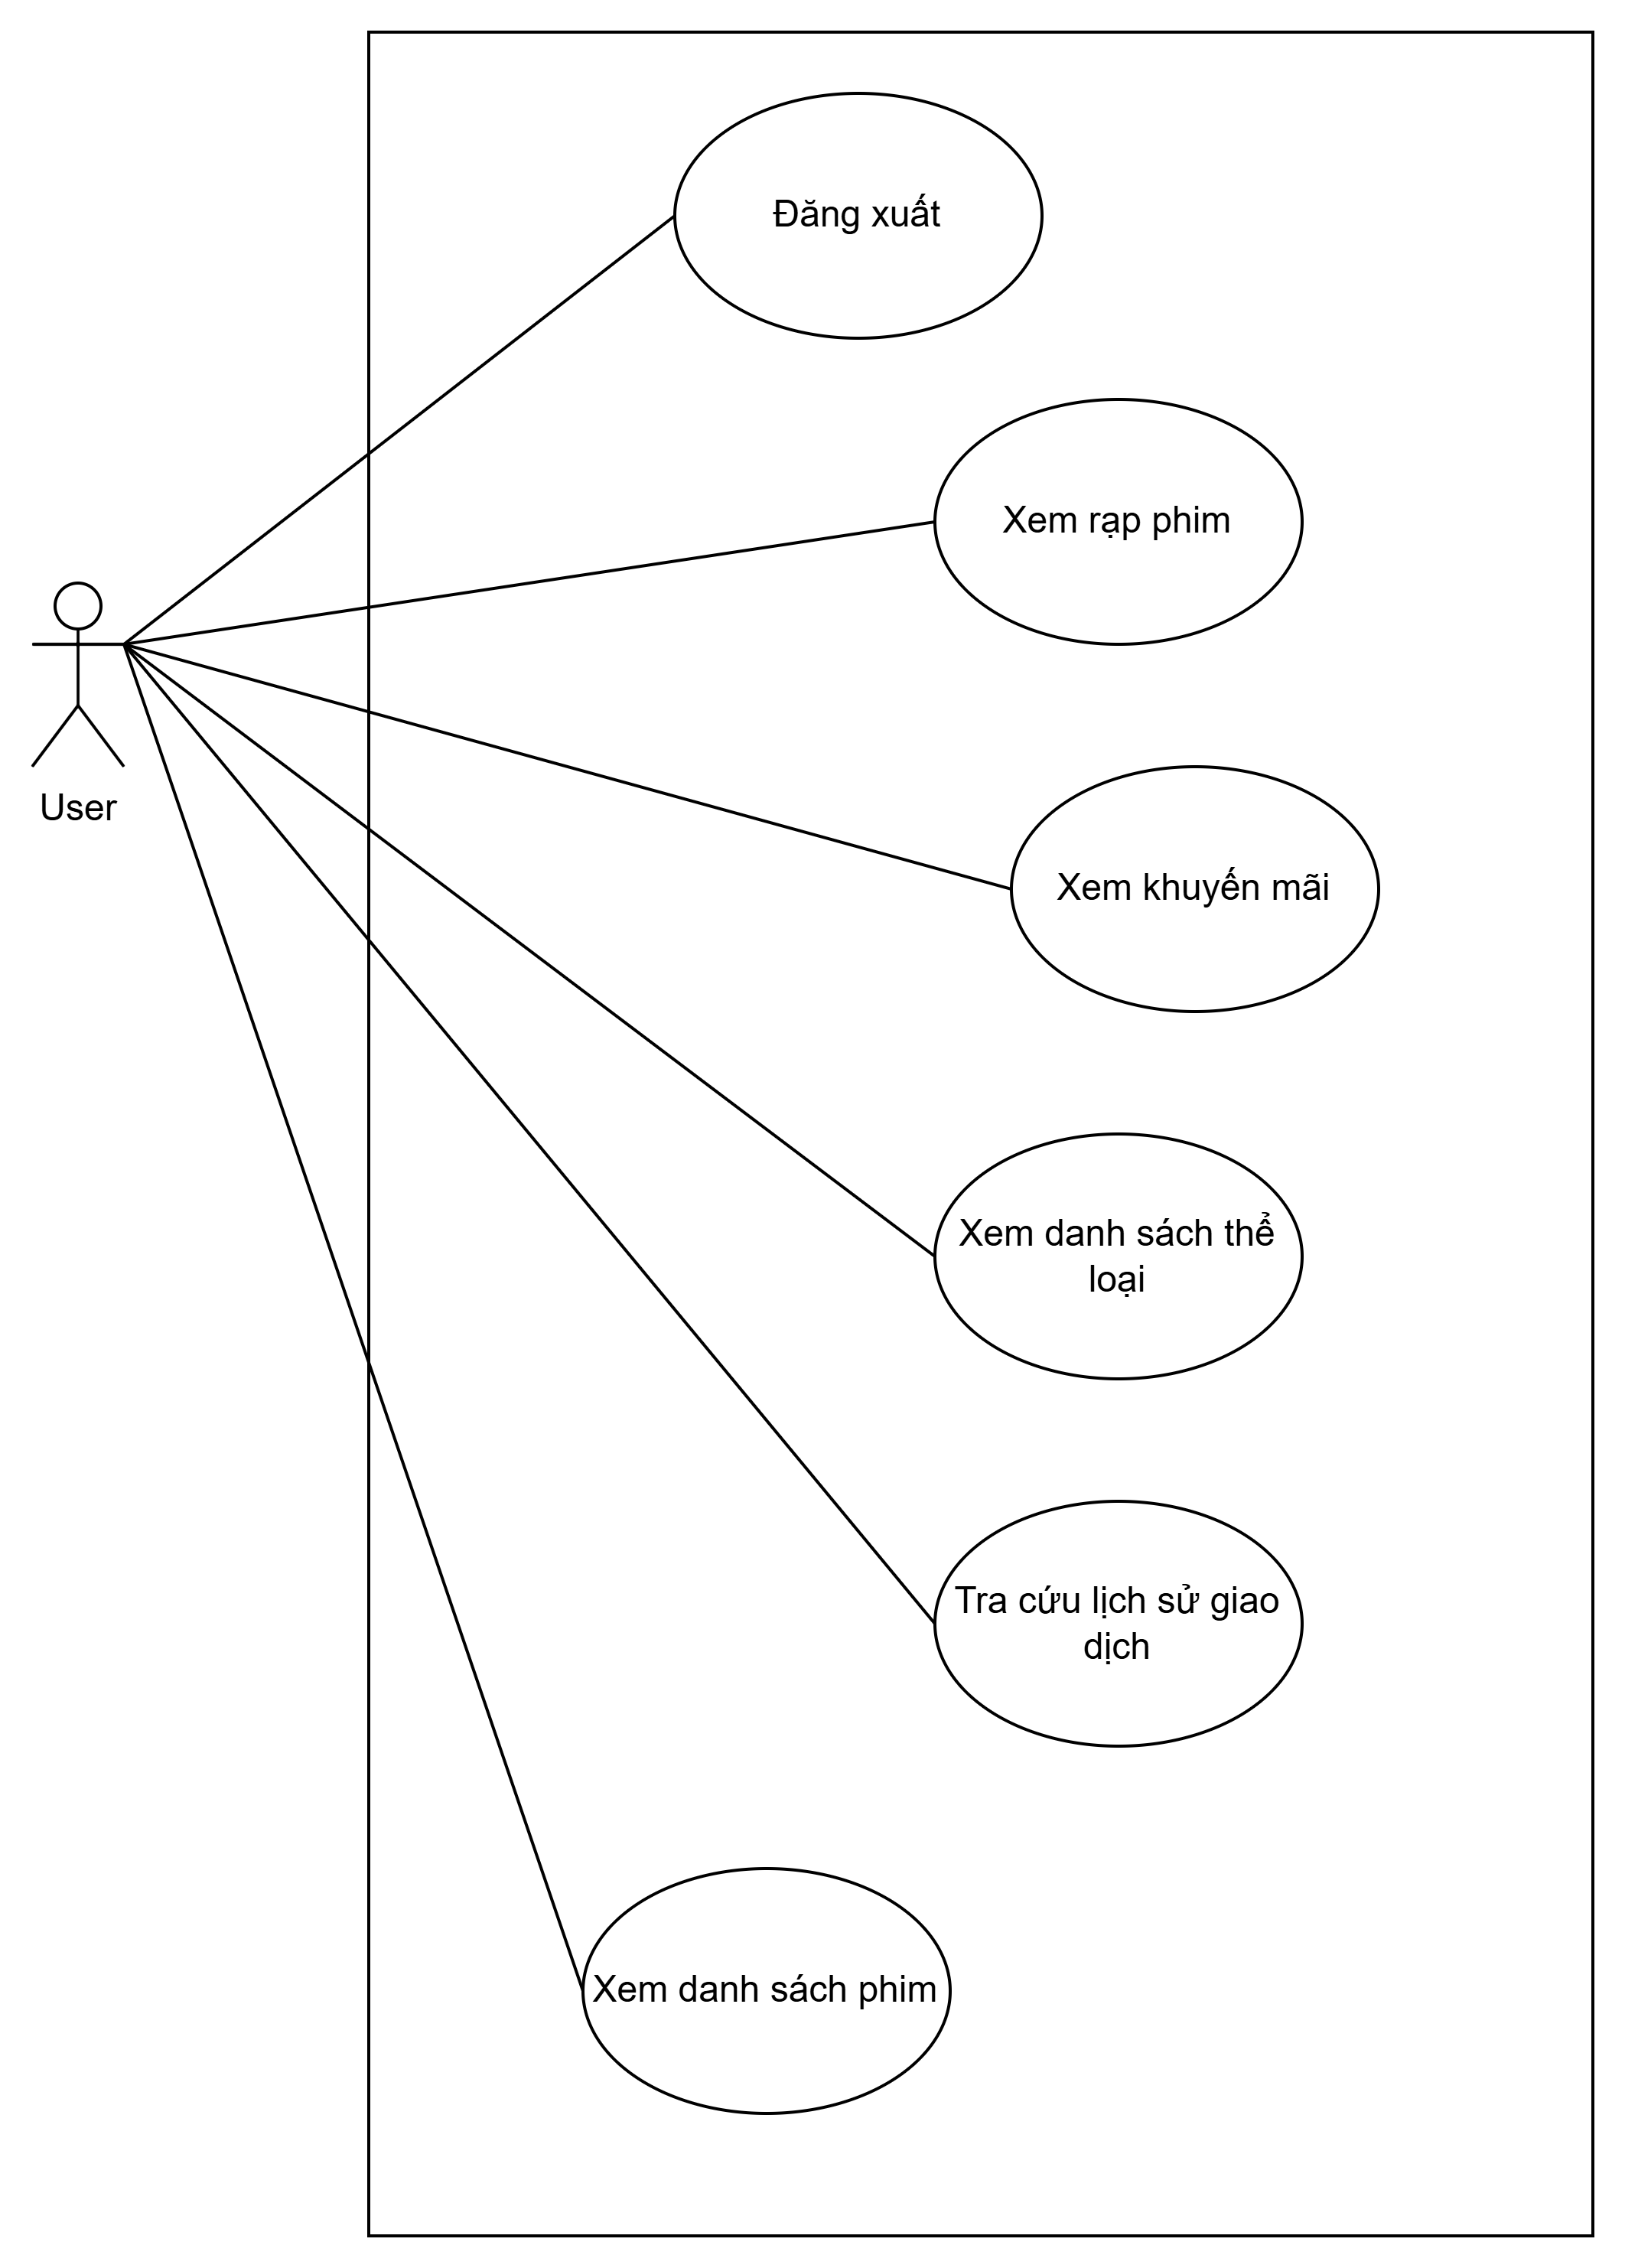 Đăng xuất
Xem rạp phim
User
Xem khuyến mãi
Xem danh sách thể
loại
Tra cứu lịch sử giao
dịch
Xem danh sách phim